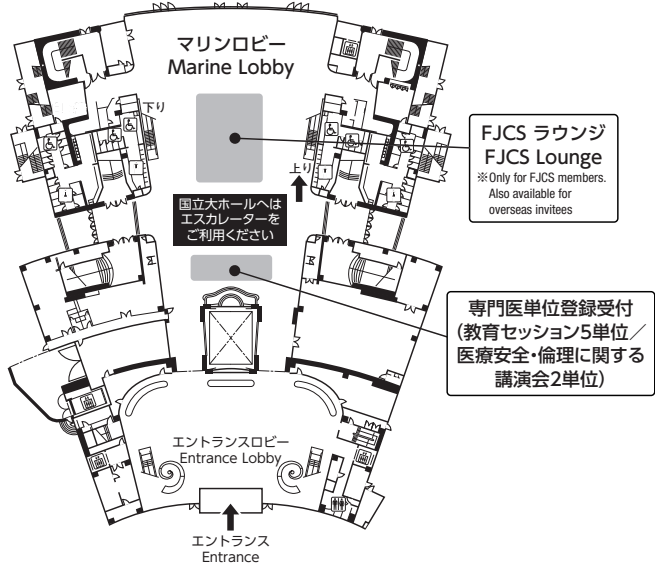 マリンロビー
Marine Lobby
下り
上り
FJCS ラウンジ
FJCS Lounge
※Only for FJCS members.
Also available for
overseas invitees
国立大ホールへは
エスカレーターを
ご利用ください
専門医単位登録受付
(教育セッション5単位／
医療安全・倫理に関する
講演会2単位)
エントランスロビー
Entrance Lobby
エントランス
Entrance